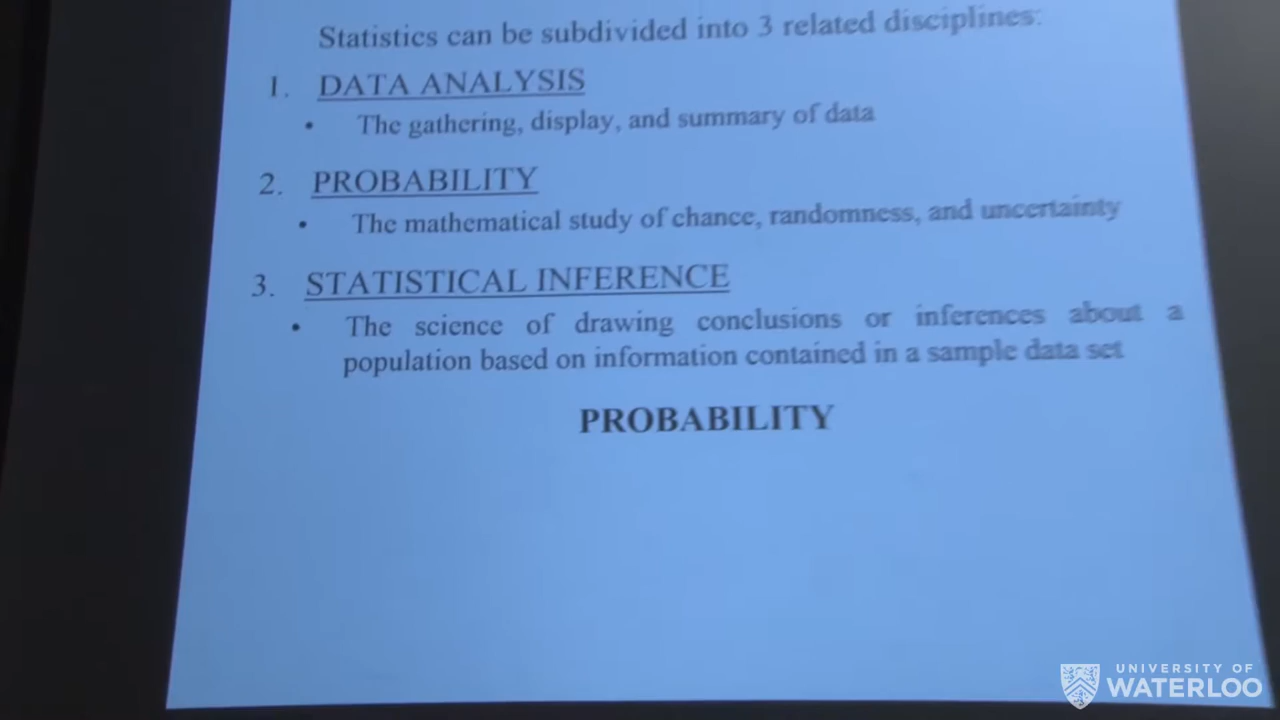 Statistics can be subdivided into 3 related disciplines:
1. DATA ANALYSIS
• The gathering, display, and summary of data
2. PROBABILITY
• The mathematical study of chance, randomness, and uncertainty
3. STATISTICAL INFERENCE
• The science of drawing conclusions or inferences about a
population based on information contained in a sample data set
PROBABILITY
UNIVERSITY OF
WATERLOO